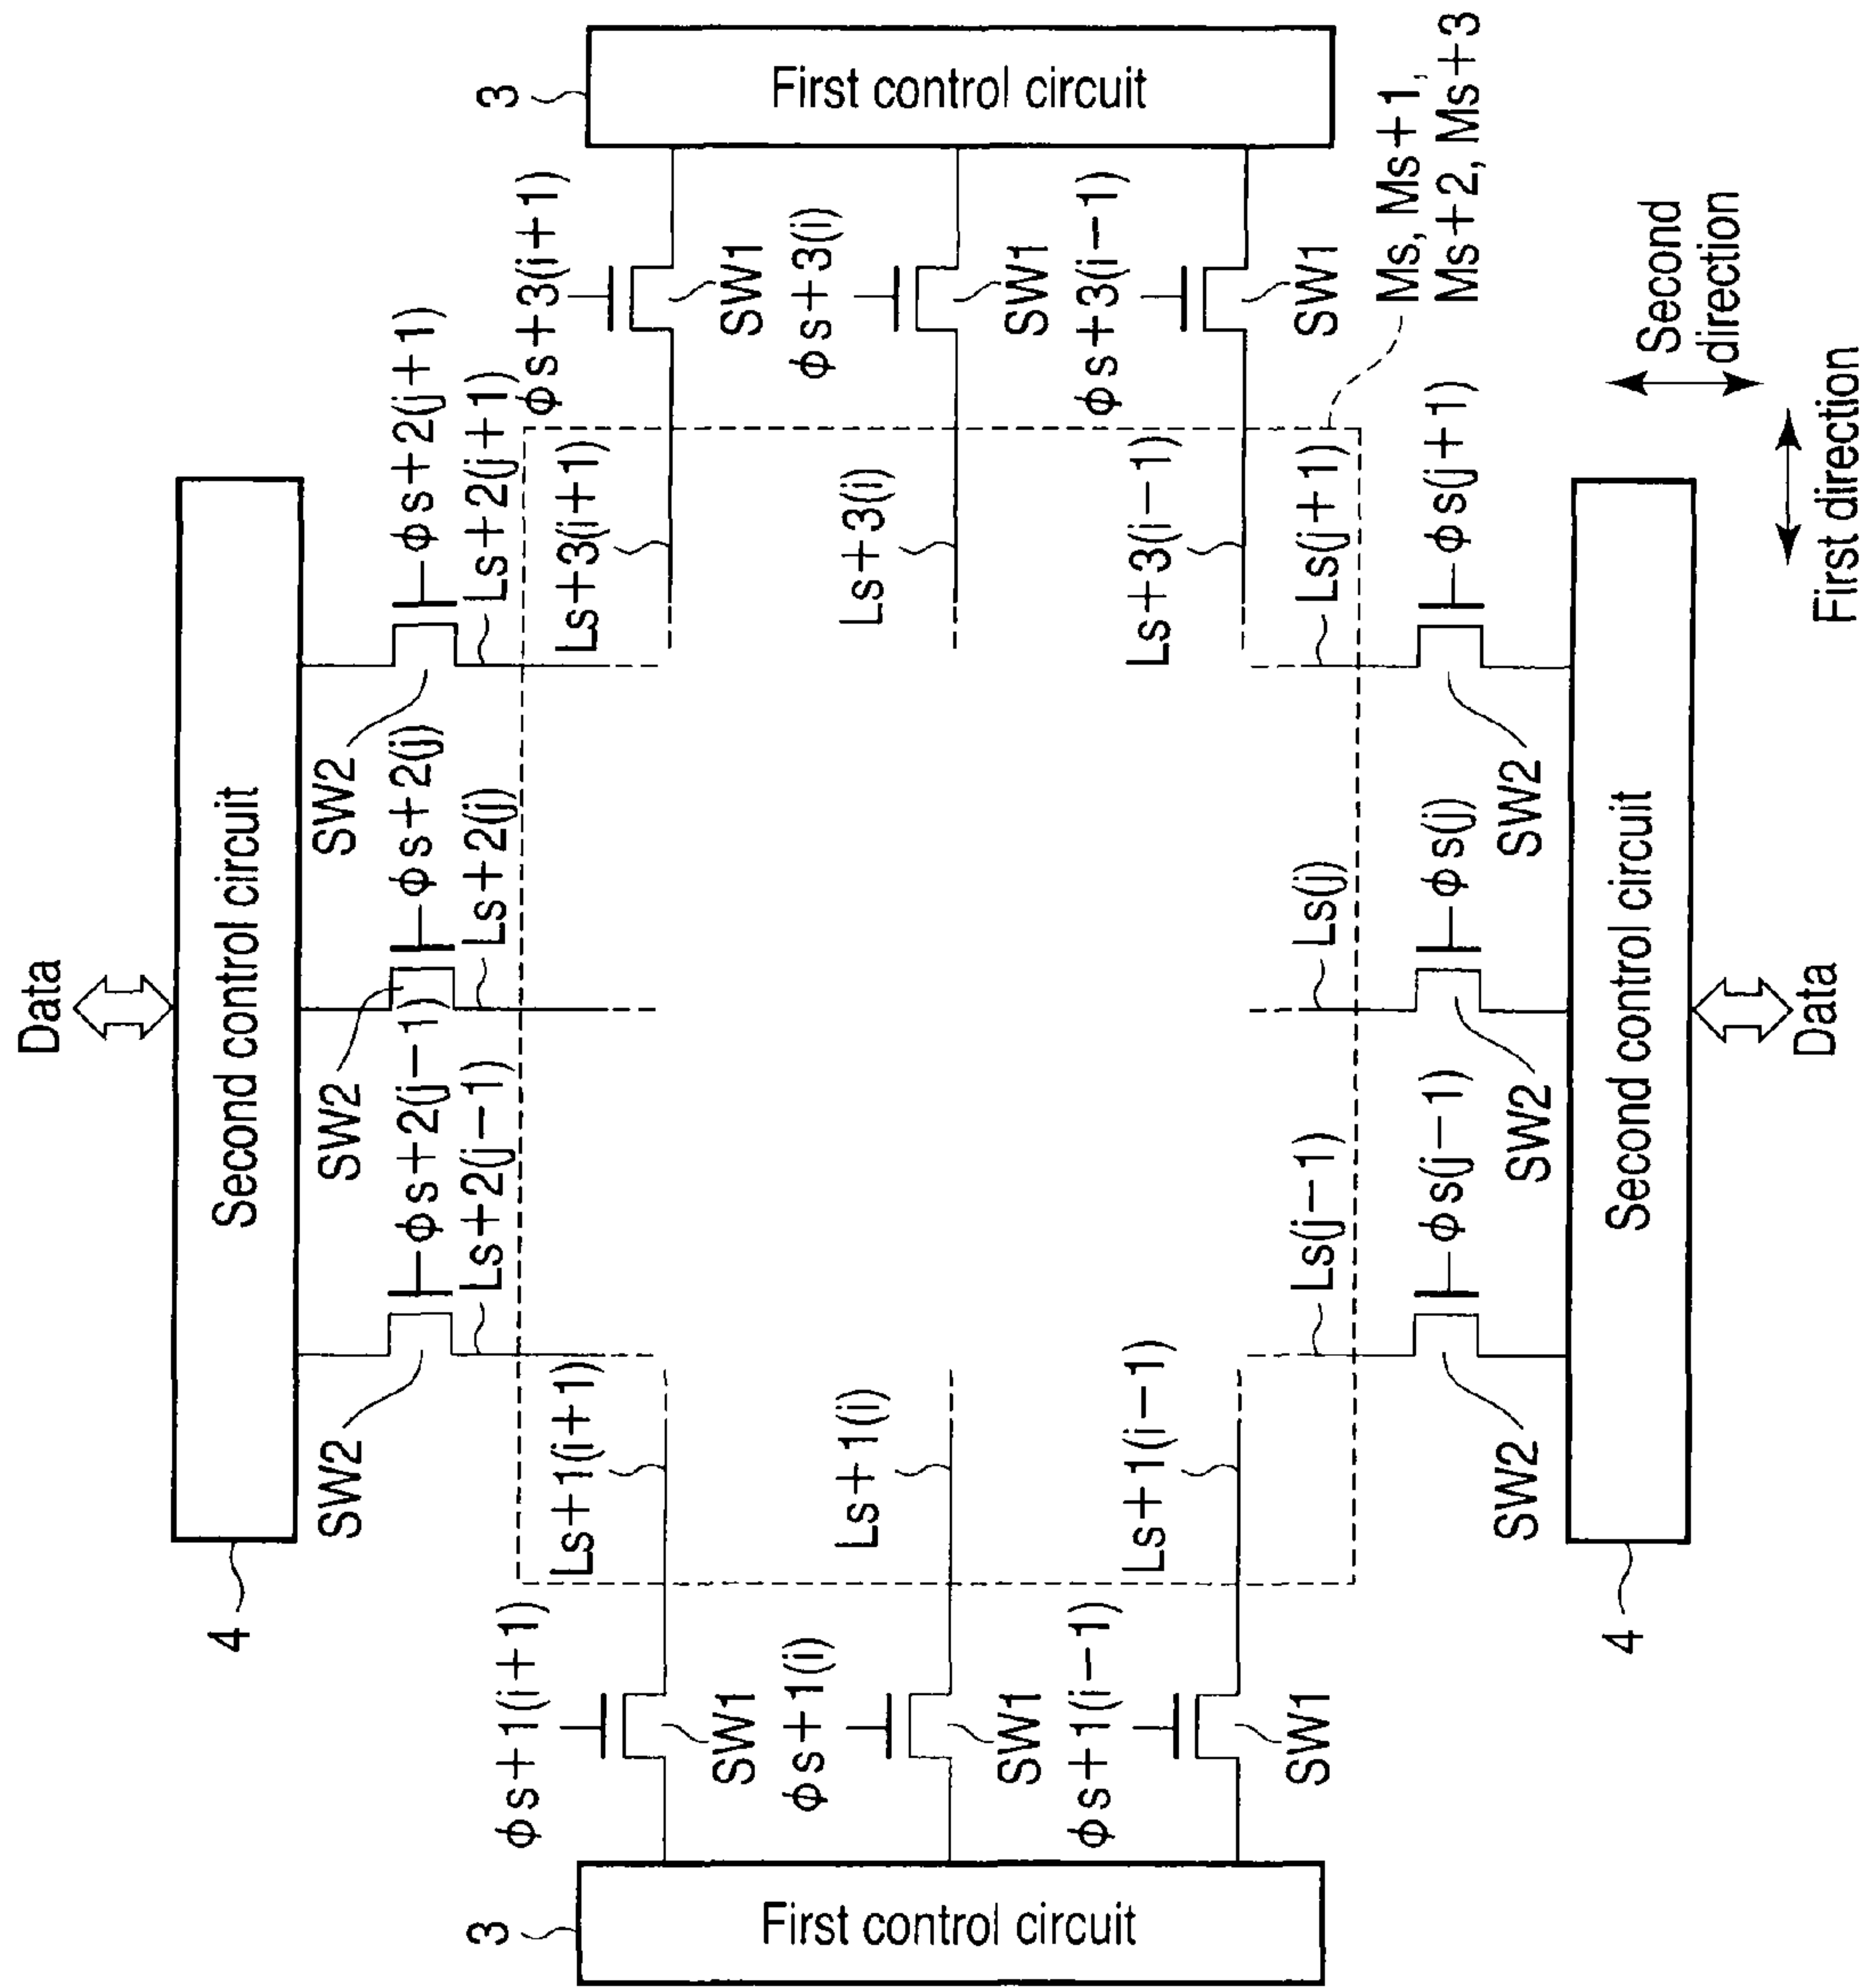 Data
4
Second control circuit
SW2
SW2
SW2
ϕs+2(j−1)
ϕs+2(j)
ϕs+2(j+1)
Ls+2(j−1)
Ls+2(j)
Ls+2(j+1)
3
First control circuit
ϕs+1(i+1)
ϕs+1(i)
ϕs+1(i−1)
SW1
SW1
SW1
Ls+1(i+1)
Ls+1(i)
Ls+1(i−1)
3
First control circuit
ϕs+3(i+1)
ϕs+3(i)
ϕs+3(i−1)
SW1
SW1
SW1
Ls+3(i+1)
Ls+3(i)
Ls+3(i−1)
Ms, Ms+1,
Ms+2, Ms+3
Ls(j−1)
Ls(j)
Ls(j+1)
ϕs(j−1)
ϕs(j)
ϕs(j+1)
SW2
SW2
SW2
4
Second control circuit
Data
Second
direction
First direction